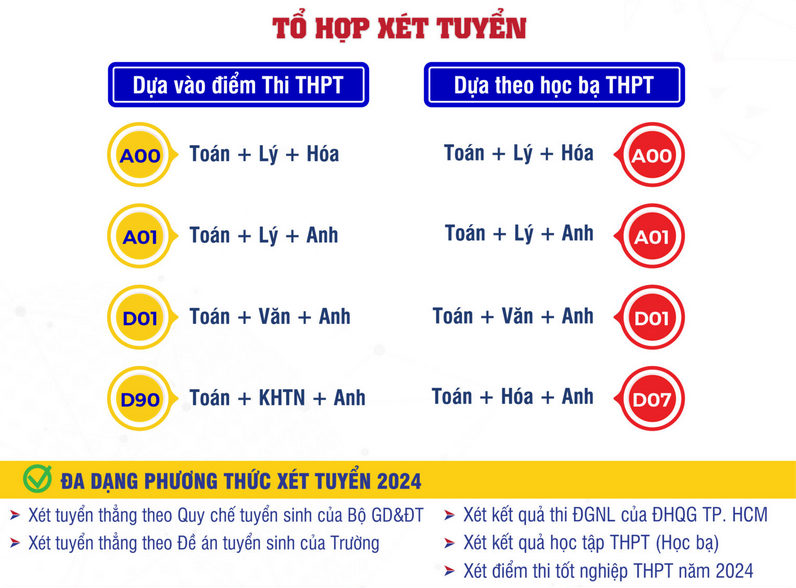 TỔ HỢP XÉT TUYỂN
Dựa vào điểm Thi THPT
A00 Toán + Lý + Hóa
A01 Toán + Lý + Anh
D01 Toán + Văn + Anh
D90 Toán + KHTN + Anh
Dựa theo học bạ THPT
Toán + Lý + Hóa A00
Toán + Lý + Anh A01
Toán + Văn + Anh D01
Toán + Hóa + Anh D07
ĐA DẠNG PHƯƠNG THỨC XÉT TUYỂN 2024
Xét tuyển thẳng theo Quy chế tuyển sinh của Bộ GD&ĐT
Xét tuyển thẳng theo Đề án tuyển sinh của Trường
Xét kết quả thi ĐGNL của ĐHQG TP. HCM
Xét kết quả học tập THPT (Học bạ)
Xét điểm thi tốt nghiệp THPT năm 2024